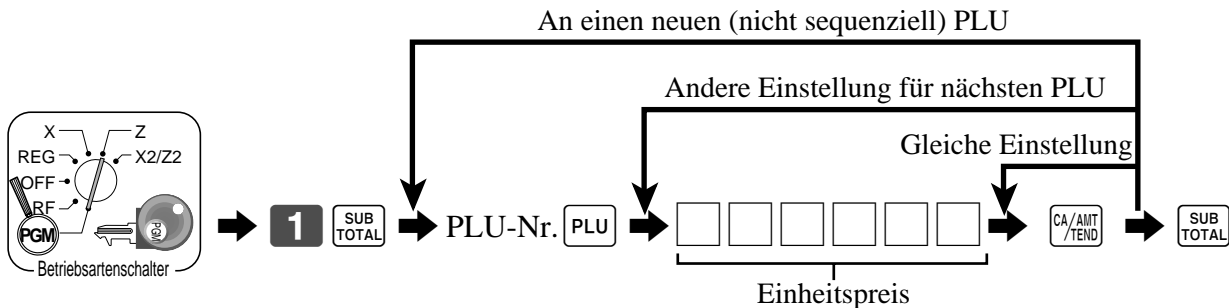 An einen neuen (nicht sequenziell) PLU
Andere Einstellung für nächsten PLU
Gleiche Einstellung
X Z
REG X2/Z2
OFF
RF
PGM
PGM
Betriebsartenschalter
1 SUB TOTAL PLU-Nr. PLU CA/AMT TEND SUB TOTAL
Einheitspreis